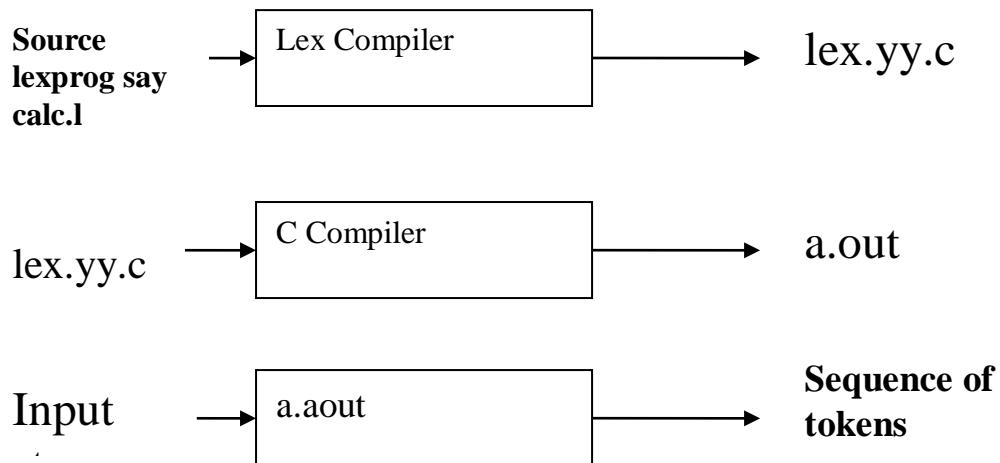 Source
lexprog say
calc.l
Lex Compiler
lex.yy.c
lex.yy.c
C Compiler
a.out
Input
a.aout
Sequence of
tokens